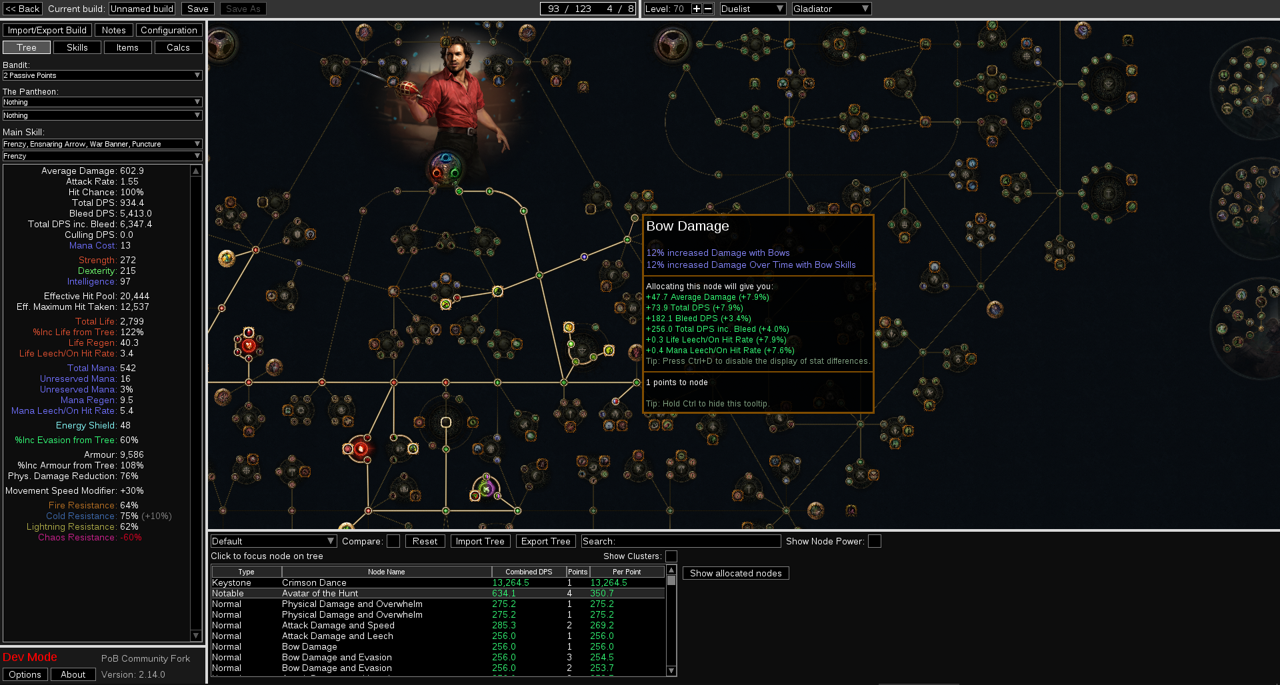 << Back Current build: Unnamed build Save Save As 93 / 123 4 / 8 Level: 70 + − Duelist Gladiator
Import/Export Build Notes Configuration
Tree Skills Items Calcs
Bandit:
2 Passive Points
The Pantheon:
Nothing
Nothing
Main Skill:
Frenzy, Ensnaring Arrow, War Banner, Puncture
Frenzy
Average Damage: 602.9
Attack Rate: 1.55
Hit Chance: 100%
Total DPS: 934.4
Bleed DPS: 5,413.0
Total DPS inc. Bleed: 6,347.4
Culling DPS: 0.0
Mana Cost: 13
Strength: 272
Dexterity: 215
Intelligence: 97
Effective Hit Pool: 20,444
Eff. Maximum Hit Taken: 12,537
Total Life: 2,799
%Inc Life from Tree: 122%
Life Regen: 40.3
Life Leech/On Hit Rate: 3.4
Total Mana: 542
Unreserved Mana: 16
Unreserved Mana: 3%
Mana Regen: 9.5
Mana Leech/On Hit Rate: 5.4
Energy Shield: 48
%Inc Evasion from Tree: 60%
Armour: 9,586
%Inc Armour from Tree: 108%
Phys. Damage Reduction: 76%
Movement Speed Modifier: +30%
Fire Resistance: 64%
Cold Resistance: 75% (+10%)
Lightning Resistance: 62%
Chaos Resistance: -60%
Dev Mode PoB Community Fork
Options About Version: 2.14.0
Bow Damage
12% increased Damage with Bows
12% increased Damage Over Time with Bow Skills
Allocating this node will give you:
+47.7 Average Damage (+7.9%)
+73.9 Total DPS (+7.9%)
+182.1 Bleed DPS (+3.4%)
+256.0 Total DPS inc. Bleed (+4.0%)
+0.3 Life Leech/On Hit Rate (+7.9%)
+0.4 Mana Leech/On Hit Rate (+7.6%)
Tip: Press Ctrl+D to disable the display of stat differences.
1 points to node
Tip: Hold Ctrl to hide this tooltip.
Default Compare: Reset Import Tree Export Tree Search: Show Node Power:
Click to focus node on tree Show Clusters:
Type Node Name Combined DPS Points Per Point
Keystone Crimson Dance 13,264.5 1 13,264.5
Notable Avatar of the Hunt 634.1 4 350.7
Normal Physical Damage and Overwhelm 275.2 1 275.2
Normal Physical Damage and Overwhelm 275.2 1 275.2
Normal Attack Damage and Speed 285.3 2 269.2
Normal Attack Damage and Leech 256.0 1 256.0
Normal Bow Damage 256.0 1 256.0
Normal Bow Damage and Evasion 256.0 3 254.5
Normal Bow Damage and Evasion 256.0 2 253.7
Show allocated nodes